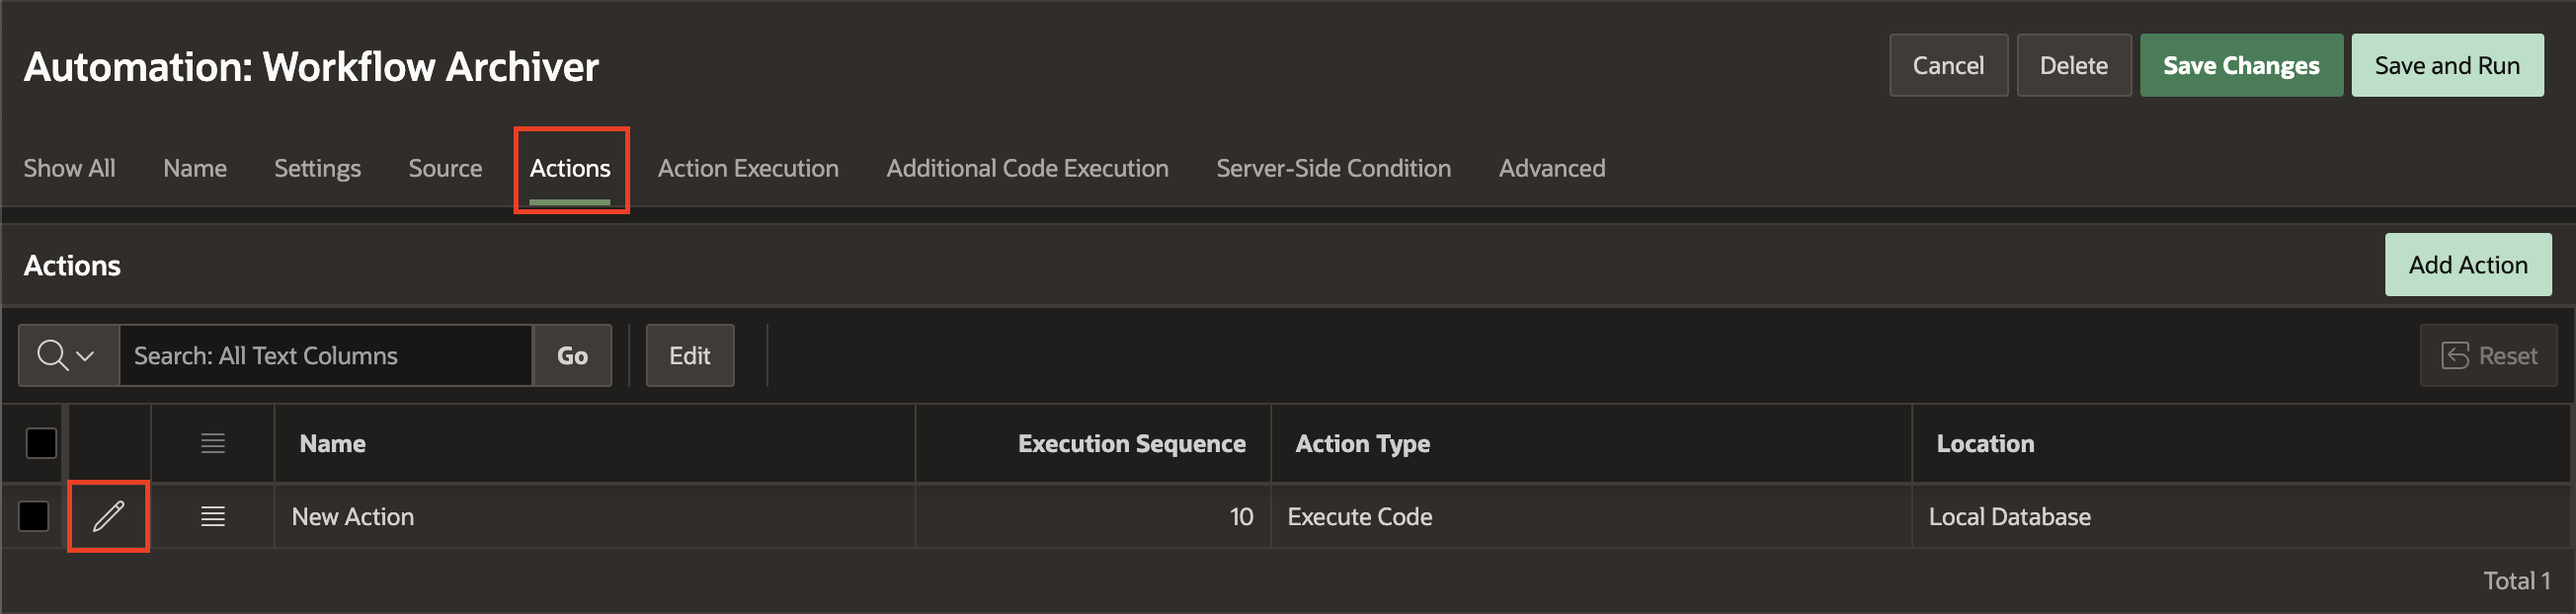 Automation: Workflow Archiver
Cancel Delete Save Changes Save and Run
Show All Name Settings Source Actions Action Execution Additional Code Execution Server-Side Condition Advanced
Actions
Add Action
Search: All Text Columns Go Edit Reset
Name Execution Sequence Action Type Location
New Action 10 Execute Code Local Database
Total 1